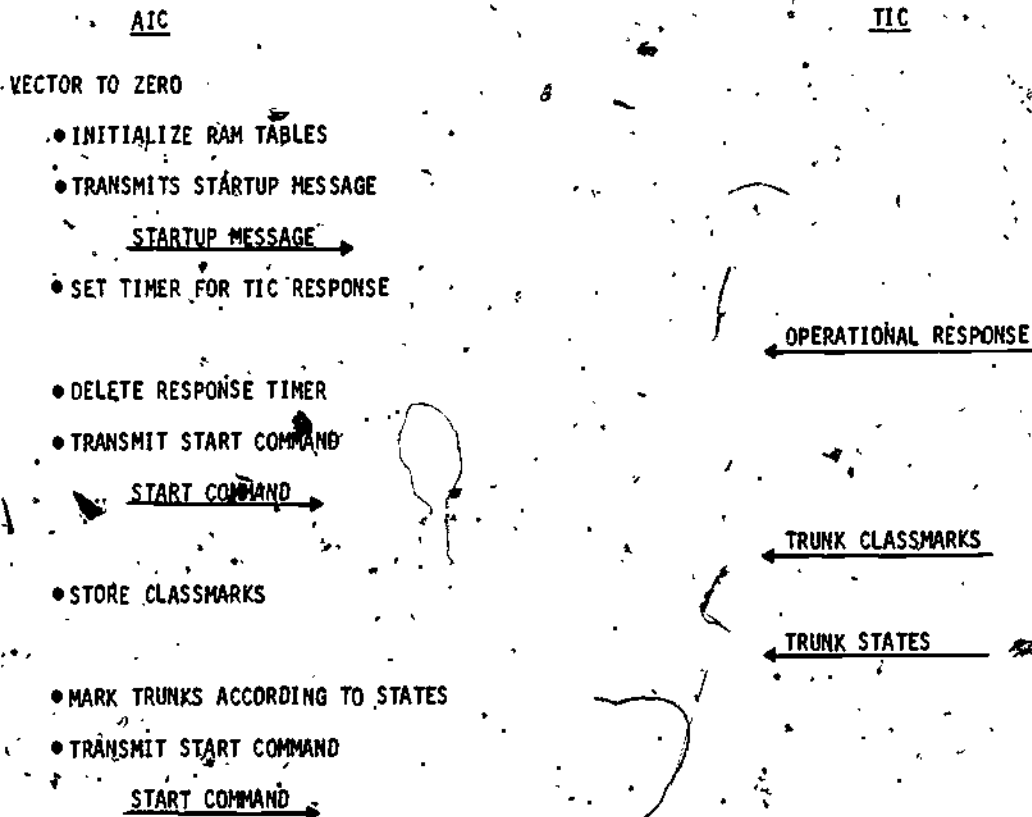 AIC
TIC
VECTOR TO ZERO
• INITIALIZE RAM TABLES
• TRANSMITS STARTUP MESSAGE
STARTUP MESSAGE
• SET TIMER FOR TIC RESPONSE
OPERATIONAL RESPONSE
• DELETE RESPONSE TIMER
• TRANSMIT START COMMAND
START COMMAND
TRUNK CLASSMARKS
• STORE CLASSMARKS
TRUNK STATES
• MARK TRUNKS ACCORDING TO STATES
• TRANSMIT START COMMAND
START COMMAND